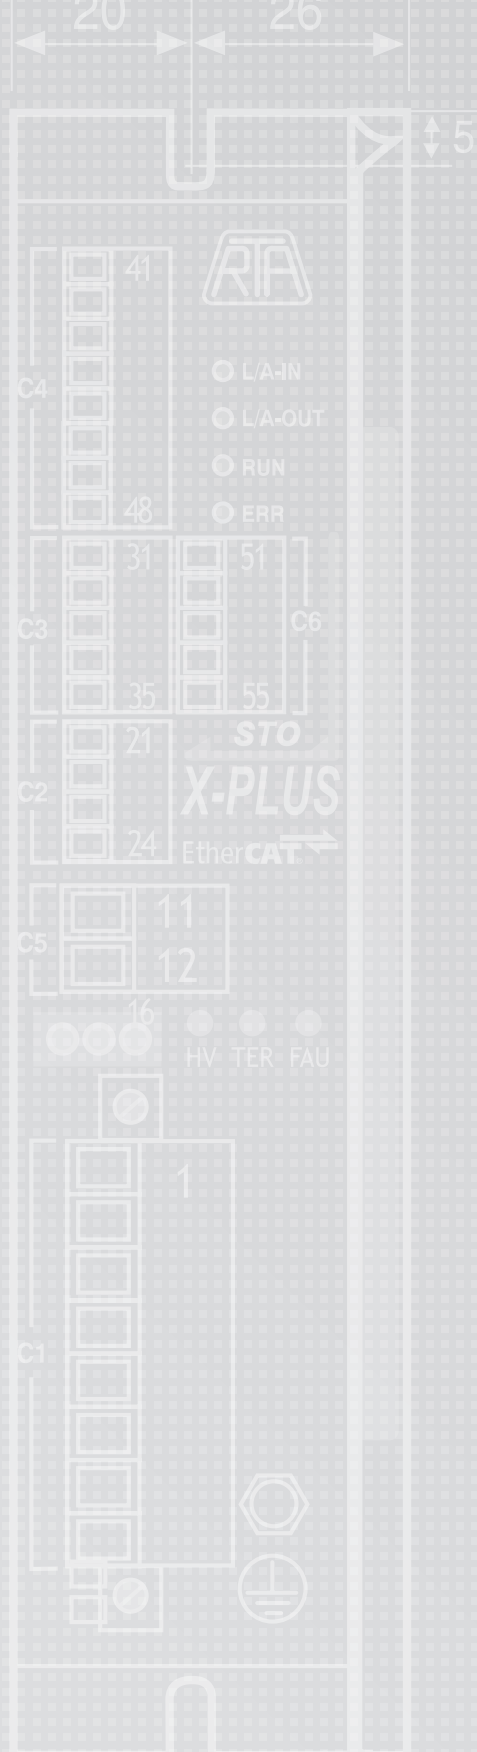 20 26
5
RTA
41
L/A-IN
C4
L/A-OUT
RUN
48
ERR
31 51
C3 C6
35 55
STO
21
X-PLUS
C2
24
EtherCAT
11
C5
12
16
HV TER FAU
1
C1